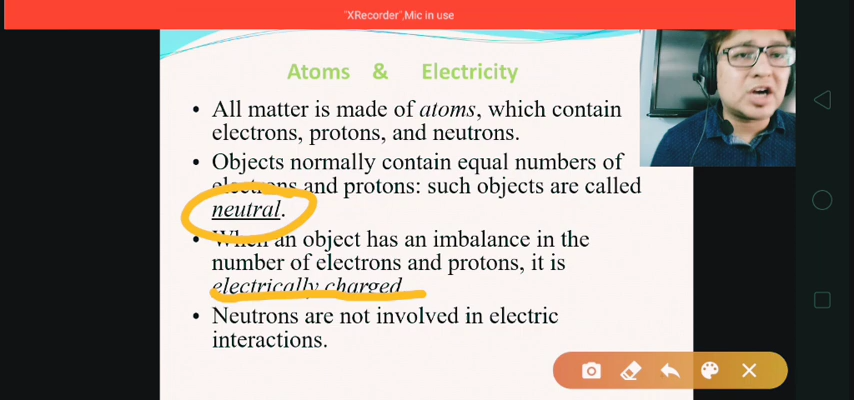 "XRecorder",Mic in use
Atoms & Electricity
• All matter is made of atoms, which contain
electrons, protons, and neutrons.
• Objects normally contain equal numbers of
electrons and protons: such objects are called
neutral.
• When an object has an imbalance in the
number of electrons and protons, it is
electrically charged
• Neutrons are not involved in electric
interactions.